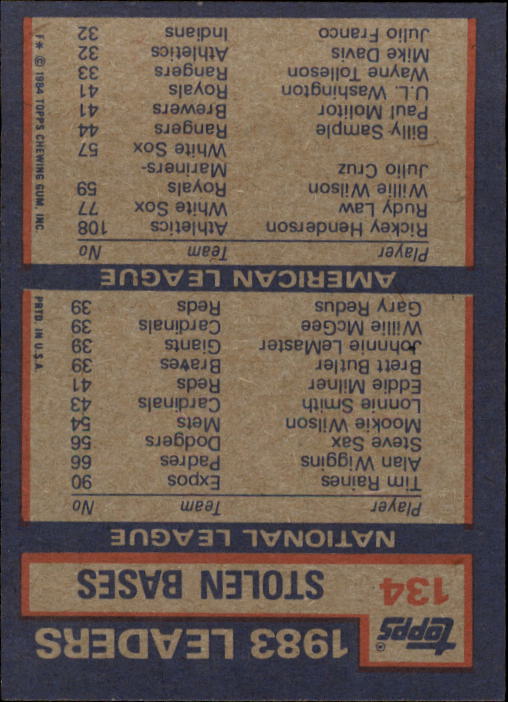 topps®
134
1983 LEADERS
STOLEN BASES
NATIONAL LEAGUE
Player Team No
Tim Raines Expos 90
Alan Wiggins Padres 66
Steve Sax Dodgers 56
Mookie Wilson Mets 54
Lonnie Smith Cardinals 43
Eddie Milner Reds 41
Brett Butler Braves 39
Johnnie LeMaster Giants 39
Willie McGee Cardinals 39
Gary Redus Reds 39
AMERICAN LEAGUE
Player Team No
Rickey Henderson Athletics 108
Rudy Law White Sox 77
Willie Wilson Royals 59
Julio Cruz Mariners-
White Sox 57
Billy Sample Rangers 44
Paul Molitor Brewers 41
U.L. Washington Royals 41
Wayne Tolleson Rangers 33
Mike Davis Athletics 32
Julio Franco Indians 32
F* © 1984 TOPPS CHEWING GUM, INC.
PRTD. IN U.S.A.